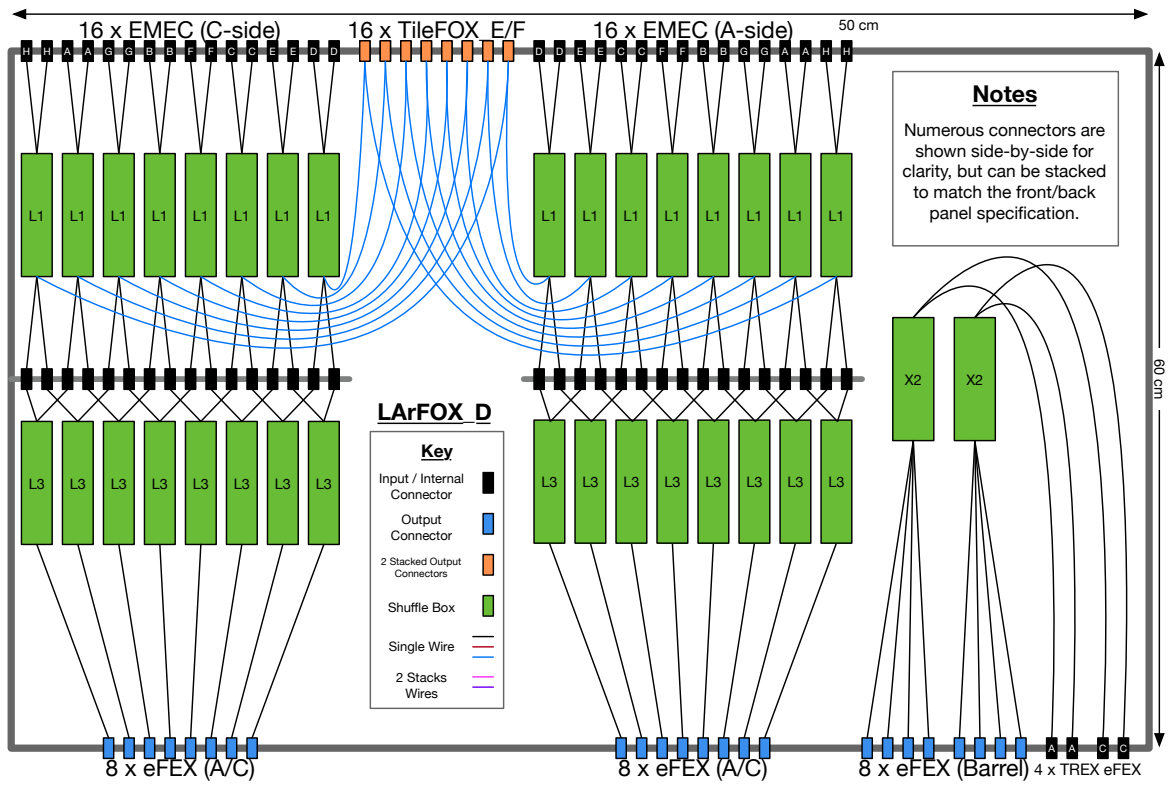 16 x EMEC (C-side)
16 x TileFOX_E/F
16 x EMEC (A-side)
50 cm
H H A A G G B B F F C C E E D D
D D E E C C F F B B G G A A H H
Notes
Numerous connectors are
shown side-by-side for
clarity, but can be stacked
to match the front/back
panel specification.
L1 L1 L1 L1 L1 L1 L1 L1
L1 L1 L1 L1 L1 L1 L1 L1
X2 X2
60 cm
LArFOX_D
Key
Input / Internal
Connector
Output
Connector
2 Stacked Output
Connectors
Shuffle Box
Single Wire
2 Stacks
Wires
L3 L3 L3 L3 L3 L3 L3 L3
L3 L3 L3 L3 L3 L3 L3 L3
A A C C
8 x eFEX (A/C)
8 x eFEX (A/C)
8 x eFEX (Barrel)
4 x TREX eFEX